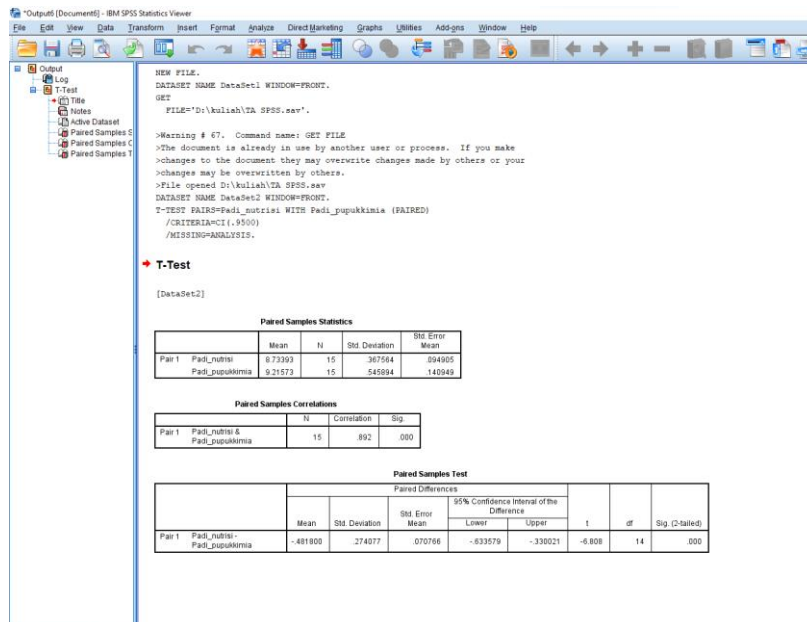 *Output6 [Document6] - IBM SPSS Statistics Viewer
File Edit View Data Transform Insert Format Analyze Direct Marketing Graphs Utilities Add-ons Window Help
Output
Log
T-Test
Title
Notes
Active Dataset
Paired Samples S
Paired Samples C
Paired Samples T
NEW FILE.
DATASET NAME DataSet1 WINDOW=FRONT.
GET
FILE='D:\kuliah\TA SPSS.sav'.
>Warning # 67. Command name: GET FILE
>The document is already in use by another user or process. If you make
>changes to the document they may overwrite changes made by others or your
>changes may be overwritten by others.
>File opened D:\kuliah\TA SPSS.sav
DATASET NAME DataSet2 WINDOW=FRONT.
T-TEST PAIRS=Padi_nutrisi WITH Padi_pupukkimia (PAIRED)
/CRITERIA=CI(.9500)
/MISSING=ANALYSIS.
T-Test
[DataSet2]
Paired Samples Statistics
Mean N Std. Deviation Std. Error Mean
Pair 1 Padi_nutrisi 8.73393 15 .367564 .094905
Padi_pupukkimia 9.21573 15 .545894 .140949
Paired Samples Correlations
N Correlation Sig.
Pair 1 Padi_nutrisi & Padi_pupukkimia 15 .892 .000
Paired Samples Test
Paired Differences
95% Confidence Interval of the Difference
Mean Std. Deviation Std. Error Mean Lower Upper t df Sig. (2-tailed)
Pair 1 Padi_nutrisi - Padi_pupukkimia -.481800 .274077 .070766 -.633579 -.330021 -6.808 14 .000